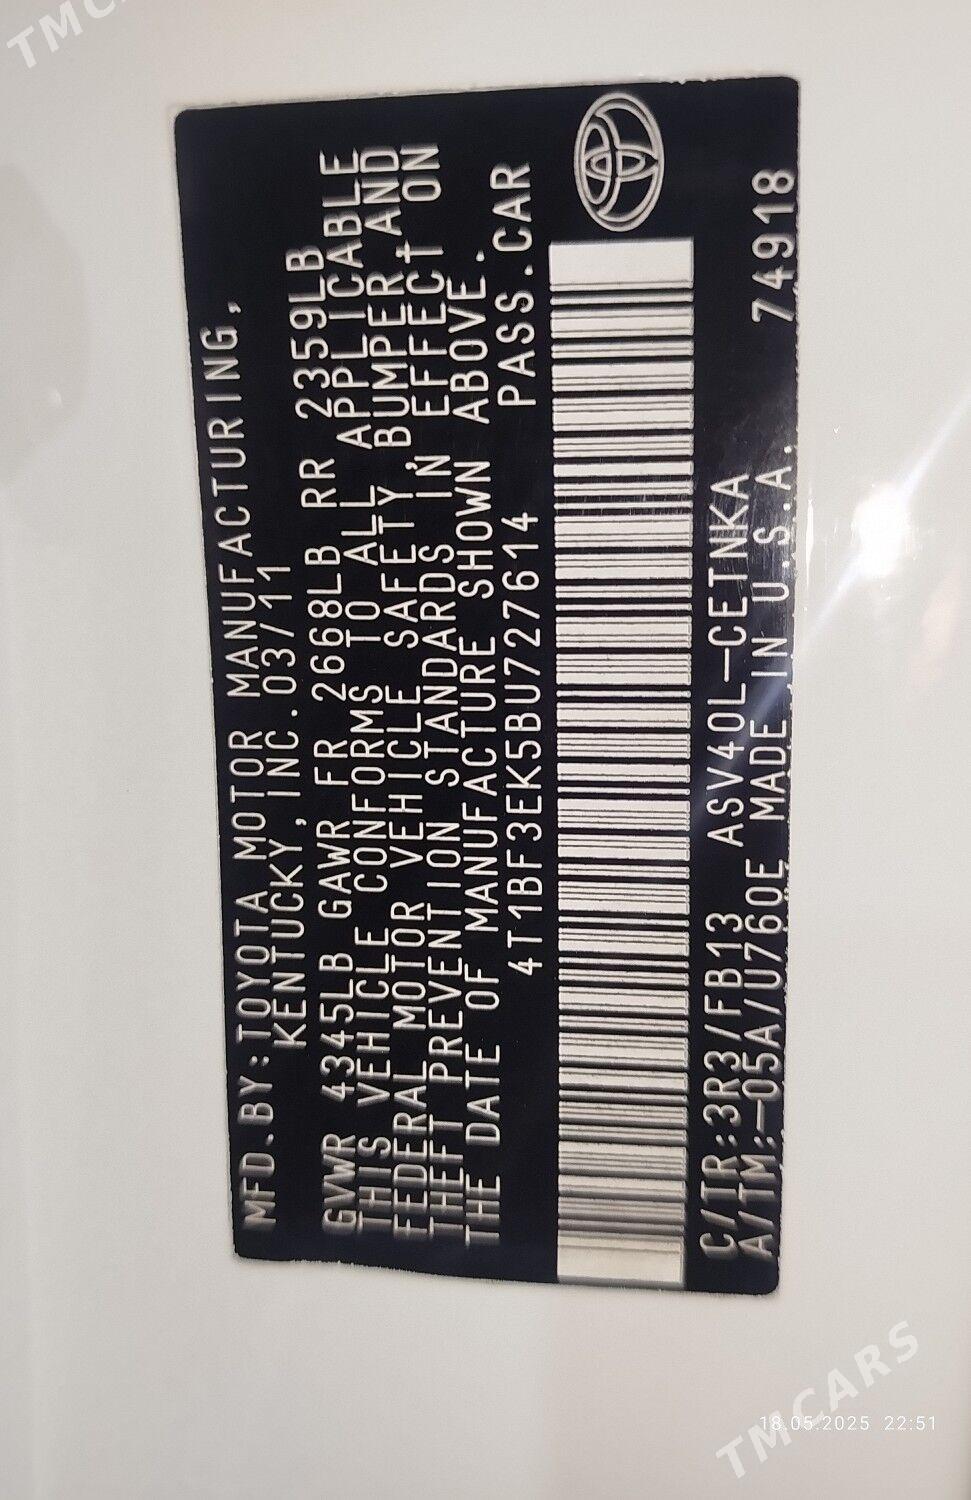 MFD.BY:TOYOTA MOTOR MANUFACTURING,
KENTUCKY, INC.03/11
GVWR 4345LB GAWR FR 2668LB RR 2359LB
THIS VEHICLE CONFORMS TO ALL APPLICABLE
FEDERAL MOTOR VEHICLE SAFETY, BUMPER, AND
THEFT PREVENTION STANDARDS IN EFFECT ON
THE DATE OF MANUFACTURE SHOWN ABOVE.
4T1BF3EK5BU727614 PASS.CAR
C/TR:3R3/FB13 ASV40L-CETNKA
A/TM:-05A/U760E MADE IN U.S.A. 74918
TMCARS
18.05.2025 22:51